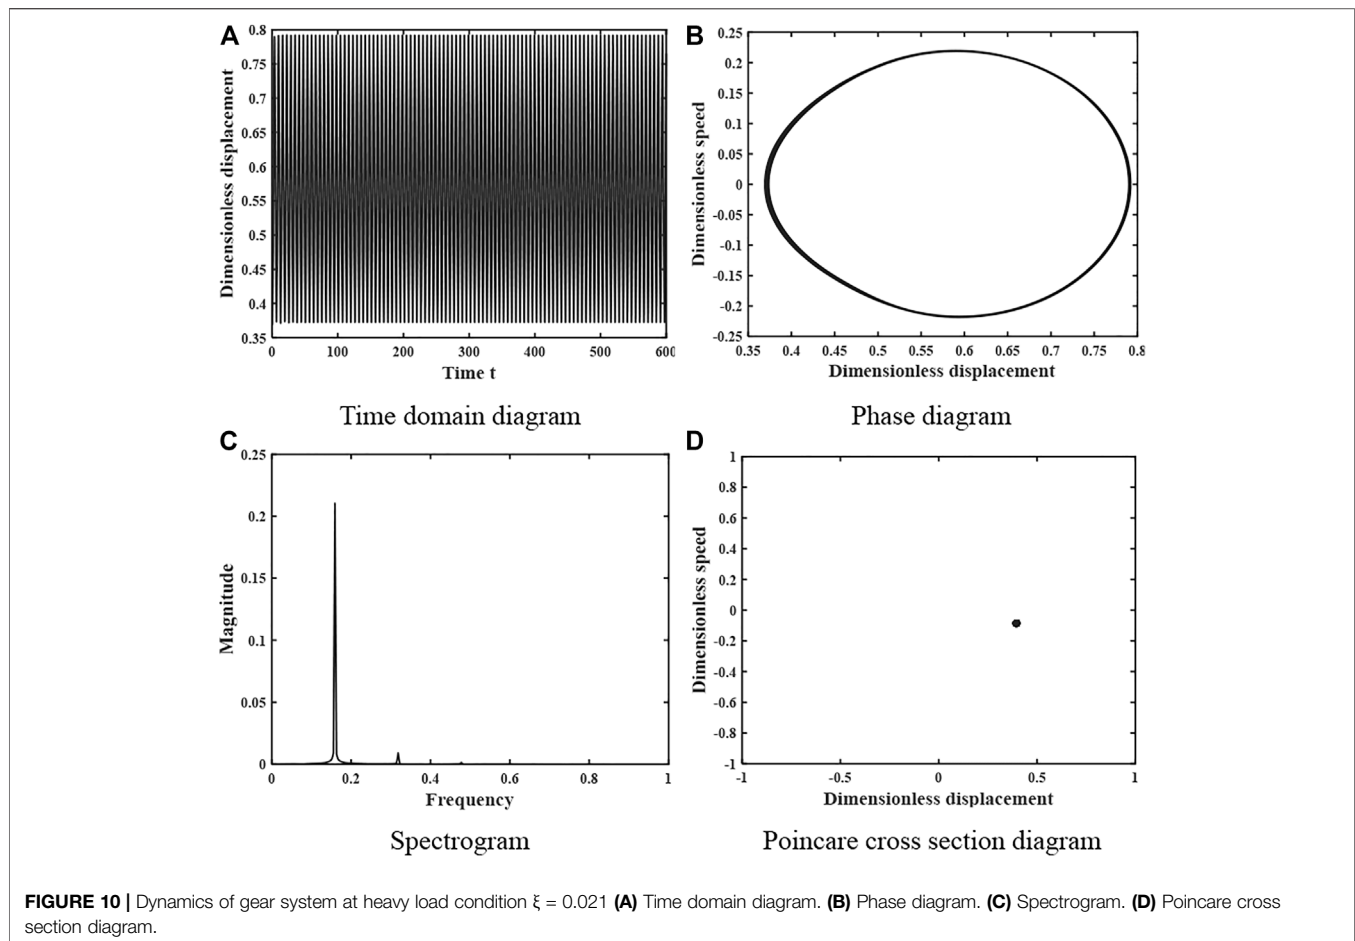 A
0.8
0.75
0.7
0.65
0.6
0.55
0.5
0.45
0.4
0.35
Dimensionless displacement
0 100 200 300 400 500 600
Time t
Time domain diagram
B
0.25
0.2
0.15
0.1
0.05
0
-0.05
-0.1
-0.15
-0.2
-0.25
Dimensionless speed
0.35 0.4 0.45 0.5 0.55 0.6 0.65 0.7 0.75 0.8
Dimensionless displacement
Phase diagram
C
0.25
0.2
0.15
0.1
0.05
0
Magnitude
0 0.2 0.4 0.6 0.8 1
Frequency
Spectrogram
D
1
0.8
0.6
0.4
0.2
0
-0.2
-0.4
-0.6
-0.8
-1
Dimensionless speed
-1 -0.5 0 0.5 1
Dimensionless displacement
Poincare cross section diagram
FIGURE 10 | Dynamics of gear system at heavy load condition ξ = 0.021 (A) Time domain diagram. (B) Phase diagram. (C) Spectrogram. (D) Poincare cross
section diagram.